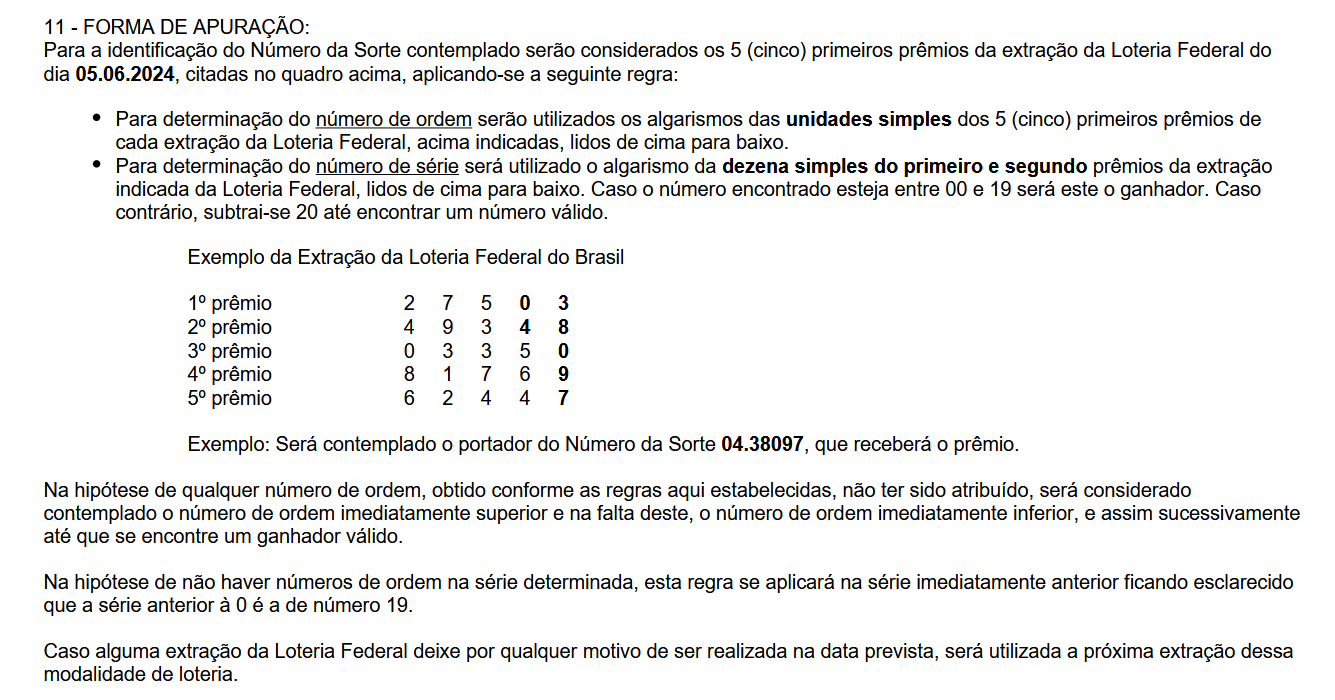 11 - FORMA DE APURAÇÃO:
Para a identificação do Número da Sorte contemplado serão considerados os 5 (cinco) primeiros prêmios da extração da Loteria Federal do
dia 05.06.2024, citadas no quadro acima, aplicando-se a seguinte regra:
• Para determinação do número de ordem serão utilizados os algarismos das unidades simples dos 5 (cinco) primeiros prêmios de
cada extração da Loteria Federal, acima indicadas, lidos de cima para baixo.
• Para determinação do número de série será utilizado o algarismo da dezena simples do primeiro e segundo prêmios da extração
indicada da Loteria Federal, lidos de cima para baixo. Caso o número encontrado esteja entre 00 e 19 será este o ganhador. Caso
contrário, subtrai-se 20 até encontrar um número válido.
Exemplo da Extração da Loteria Federal do Brasil
1º prêmio 2 7 5 0 3
2º prêmio 4 9 3 4 8
3º prêmio 0 3 3 5 0
4º prêmio 8 1 7 6 9
5º prêmio 6 2 4 4 7
Exemplo: Será contemplado o portador do Número da Sorte 04.38097, que receberá o prêmio.
Na hipótese de qualquer número de ordem, obtido conforme as regras aqui estabelecidas, não ter sido atribuído, será considerado
contemplado o número de ordem imediatamente superior e na falta deste, o número de ordem imediatamente inferior, e assim sucessivamente
até que se encontre um ganhador válido.
Na hipótese de não haver números de ordem na série determinada, esta regra se aplicará na série imediatamente anterior ficando esclarecido
que a série anterior à 0 é a de número 19.
Caso alguma extração da Loteria Federal deixe por qualquer motivo de ser realizada na data prevista, será utilizada a próxima extração dessa
modalidade de loteria.